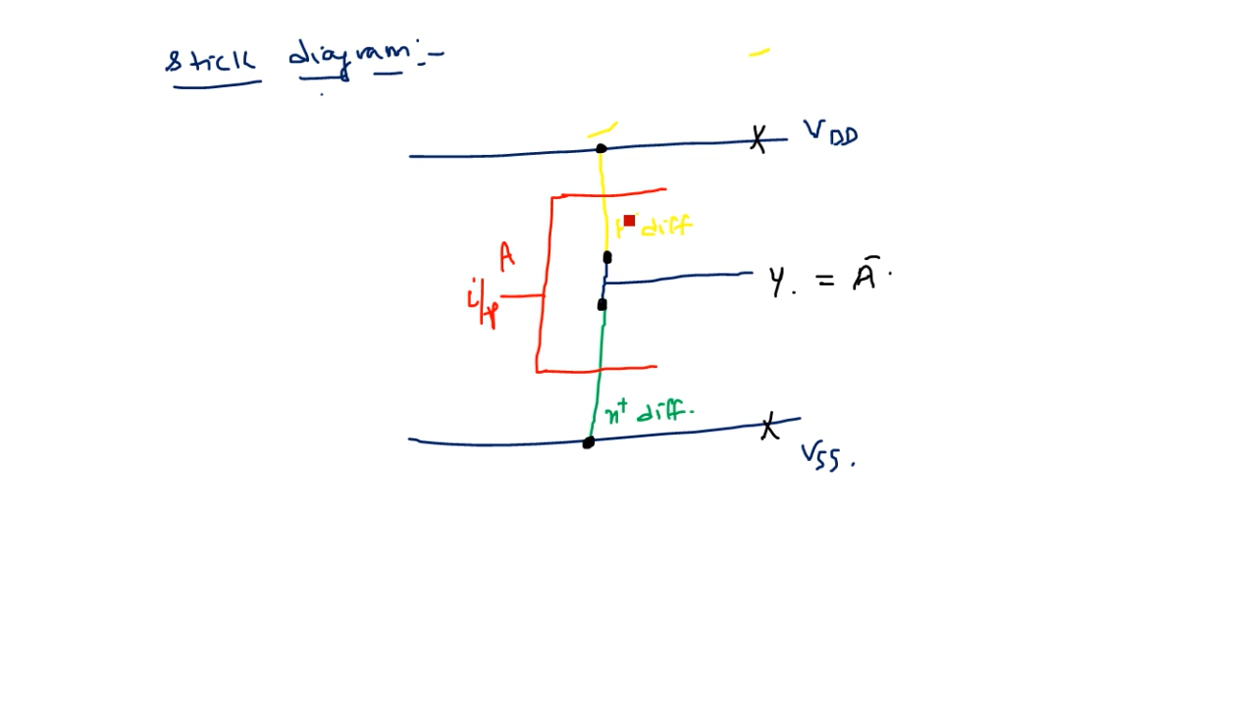 Stick diagram:-
VDD
diff
A
i/p
Y. = Ā.
n+ diff.
VSS.